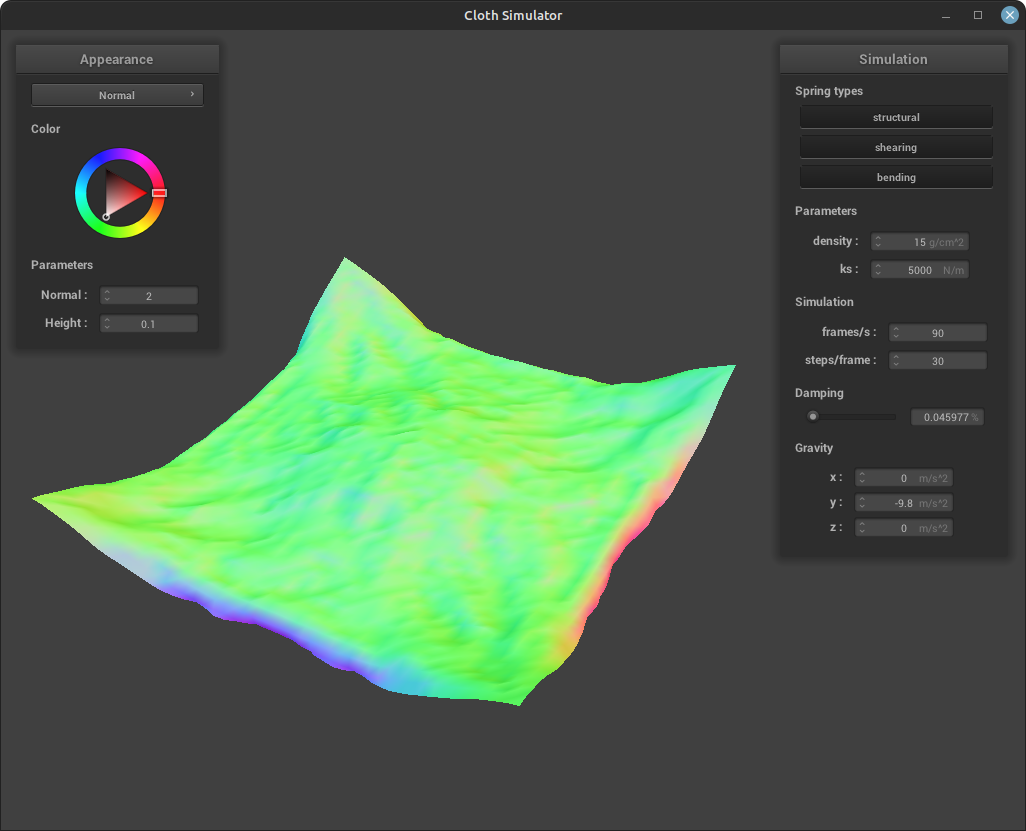 Cloth Simulator
Appearance
Normal
Color
Parameters
Normal : 2
Height : 0.1
Simulation
Spring types
structural
shearing
bending
Parameters
density : 15 g/cm^2
ks : 5000 N/m
Simulation
frames/s : 90
steps/frame : 30
Damping
0.045977 %
Gravity
x : 0 m/s^2
y : -9.8 m/s^2
z : 0 m/s^2